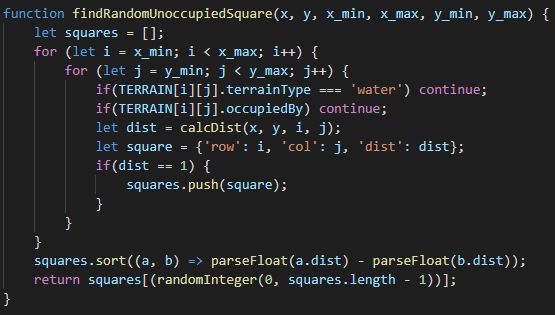 function findRandomUnoccupiedSquare(x, y, x_min, x_max, y_min, y_max) {
    let squares = [];
    for (let i = x_min; i < x_max; i++) {
        for (let j = y_min; j < y_max; j++) {
            if(TERRAIN[i][j].terrainType === 'water') continue;
            if(TERRAIN[i][j].occupiedBy) continue;
            let dist = calcDist(x, y, i, j);
            let square = {'row': i, 'col': j, 'dist': dist};
            if(dist == 1) {
                squares.push(square);
            }
        }
    }
    squares.sort((a, b) => parseFloat(a.dist) - parseFloat(b.dist));
    return squares[(randomInteger(0, squares.length - 1))];
}